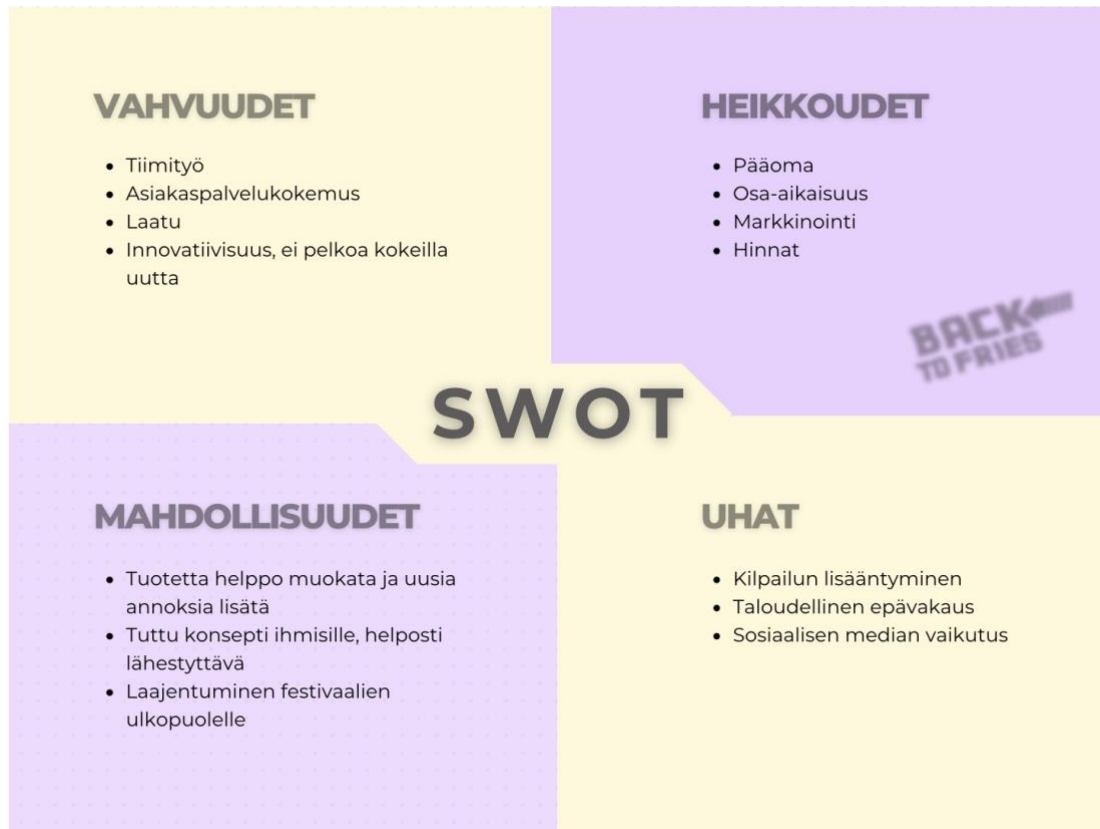 VAHVUUDET
• Tiimityö
• Asiakaspalvelukokemus
• Laatu
• Innovatiivisuus, ei pelkoa kokeilla
uutta
HEIKKOUDET
• Pääoma
• Osa-aikaisuus
• Markkinointi
• Hinnat
BACK
TO FRIES
SWOT
MAHDOLLISUUDET
• Tuotetta helppo muokata ja uusia
annoksia lisätä
• Tuttu konsepti ihmisille, helposti
lähestyttävä
• Laajentuminen festivaalien
ulkopuolelle
UHAT
• Kilpailun lisääntyminen
• Taloudellinen epävakaus
• Sosiaalisen median vaikutus